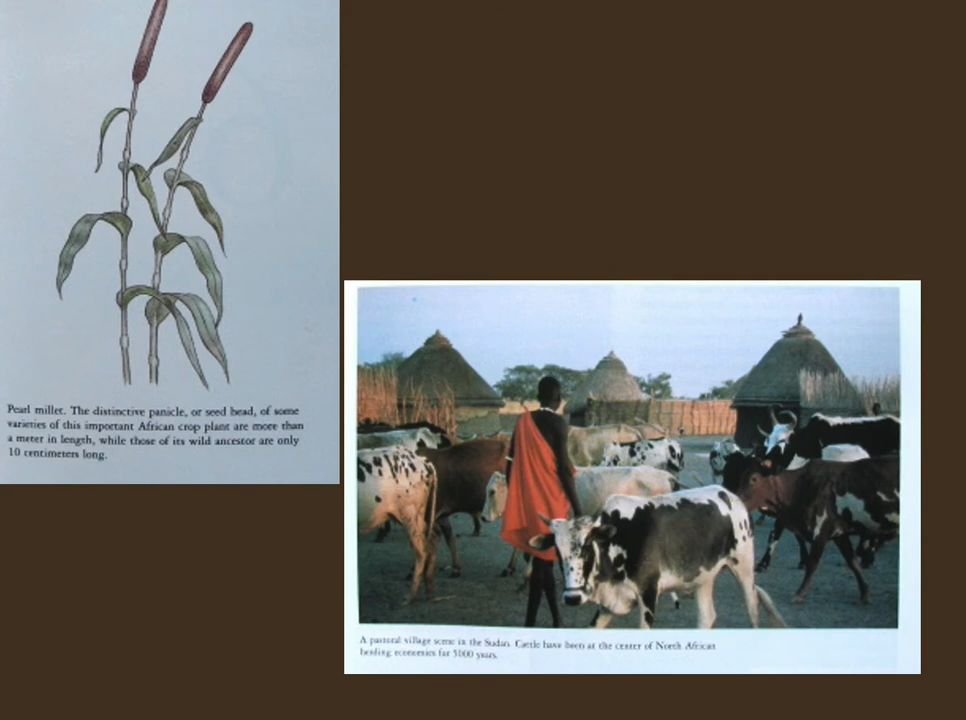 Pearl millet. The distinctive panicle, or seed head, of some
varieties of this important African crop plant are more than
a meter in length, while those of its wild ancestor are only
10 centimeters long.
A pastoral village scene in the Sudan. Cattle have been at the center of North African
herding economies for 5000 years.